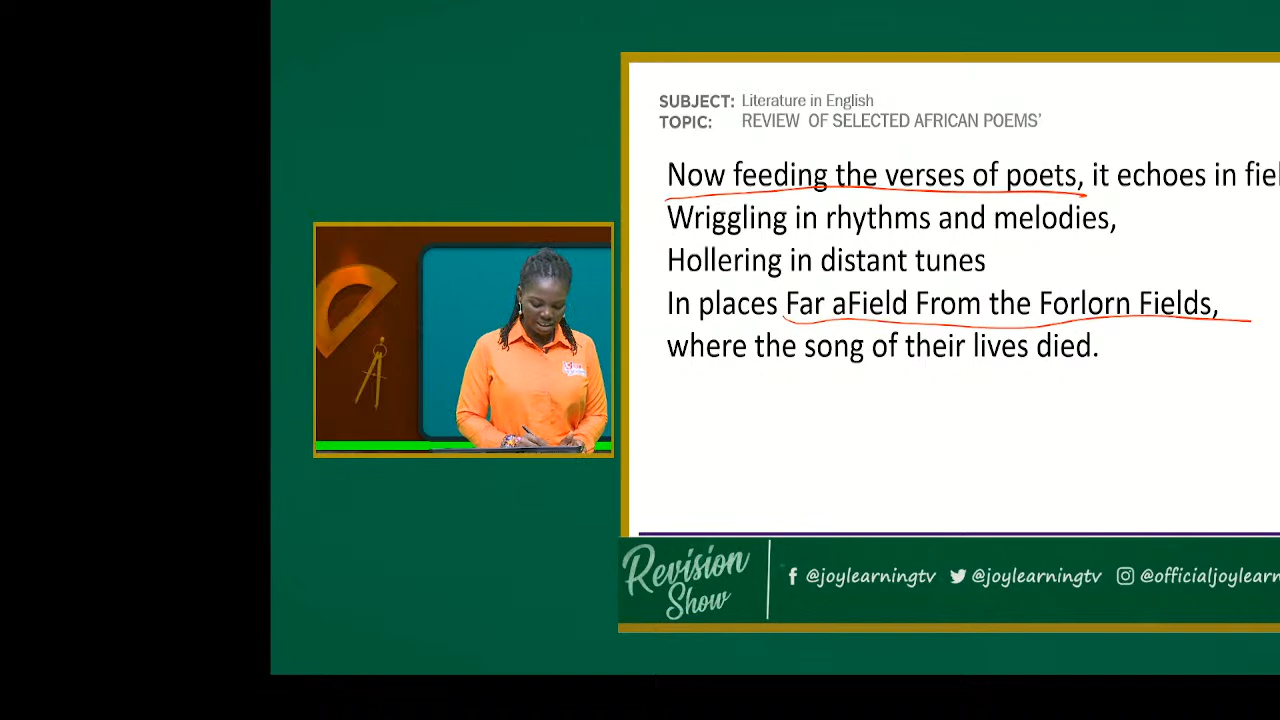 SUBJECT: Literature in English
TOPIC: REVIEW OF SELECTED AFRICAN POEMS'
Now feeding the verses of poets, it echoes in
Wriggling in rhythms and melodies,
Hollering in distant tunes
In places Far aField From the Forlorn Fields,
where the song of their lives died.
Revision
Show
@joylearningtv @joylearningtv